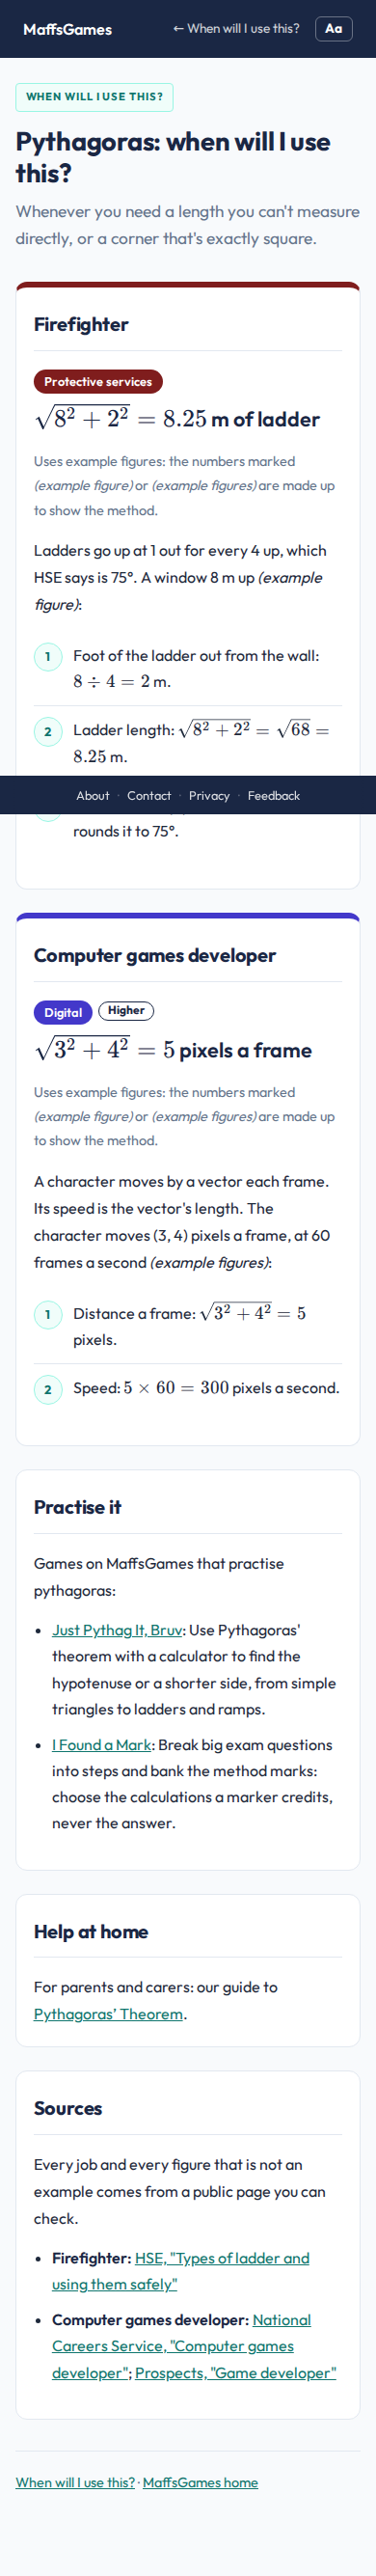 MaffsGames
← When will I use this?
Aa
WHEN WILL I USE THIS?
Pythagoras: when will I use
this?
Whenever you need a length you can't measure
directly, or a corner that's exactly square.
Firefighter
Protective services
√(8² + 2²) = 8.25 m of ladder
Uses example figures: the numbers marked
(example figure) or (example figures) are made up
to show the method.
Ladders go up at 1 out for every 4 up, which
HSE says is 75°. A window 8 m up (example
figure):
1 Foot of the ladder out from the wall:
8 ÷ 4 = 2 m.
2 Ladder length: √(8² + 2²) = √68 =
8.25 m.
About · Contact · Privacy · Feedback
rounds it to 75°.
Computer games developer
Digital Higher
√(3² + 4²) = 5 pixels a frame
Uses example figures: the numbers marked
(example figure) or (example figures) are made up
to show the method.
A character moves by a vector each frame.
Its speed is the vector's length. The
character moves (3, 4) pixels a frame, at 60
frames a second (example figures):
1 Distance a frame: √(3² + 4²) = 5
pixels.
2 Speed: 5 × 60 = 300 pixels a second.
Practise it
Games on MaffsGames that practise
pythagoras:
• Just Pythag It, Bruv: Use Pythagoras'
theorem with a calculator to find the
hypotenuse or a shorter side, from simple
triangles to ladders and ramps.
• I Found a Mark: Break big exam questions
into steps and bank the method marks:
choose the calculations a marker credits,
never the answer.
Help at home
For parents and carers: our guide to
Pythagoras’ Theorem.
Sources
Every job and every figure that is not an
example comes from a public page you can
check.
• Firefighter: HSE, "Types of ladder and
using them safely"
• Computer games developer: National
Careers Service, "Computer games
developer"; Prospects, "Game developer"
When will I use this? · MaffsGames home